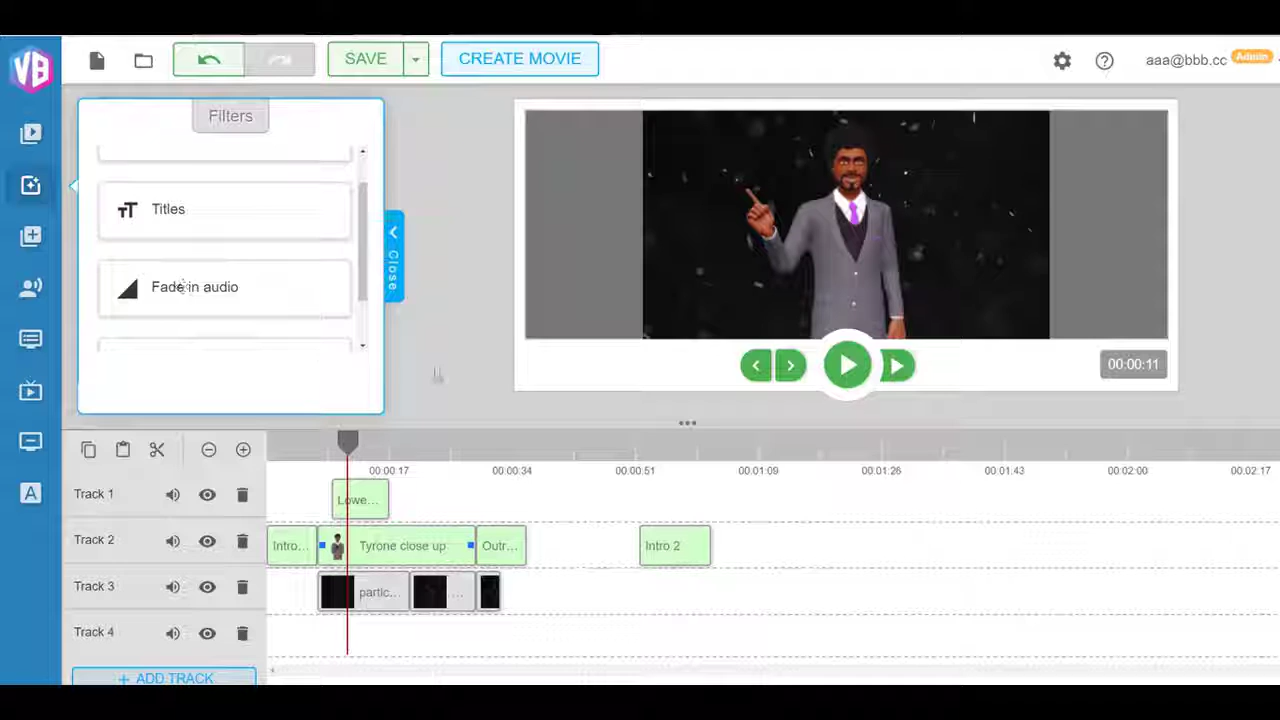 VB
SAVE
CREATE MOVIE
aaa@bbb.cc
Admin
Filters
Titles
Fade in audio
Close
00:00:11
00:00:17
00:00:34
00:00:51
00:01:09
00:01:26
00:01:43
00:02:00
00:02:17
Track 1
Lowe...
Track 2
Intro...
Tyrone close up
Outr...
Intro 2
Track 3
partic...
...
Track 4
+ ADD TRACK